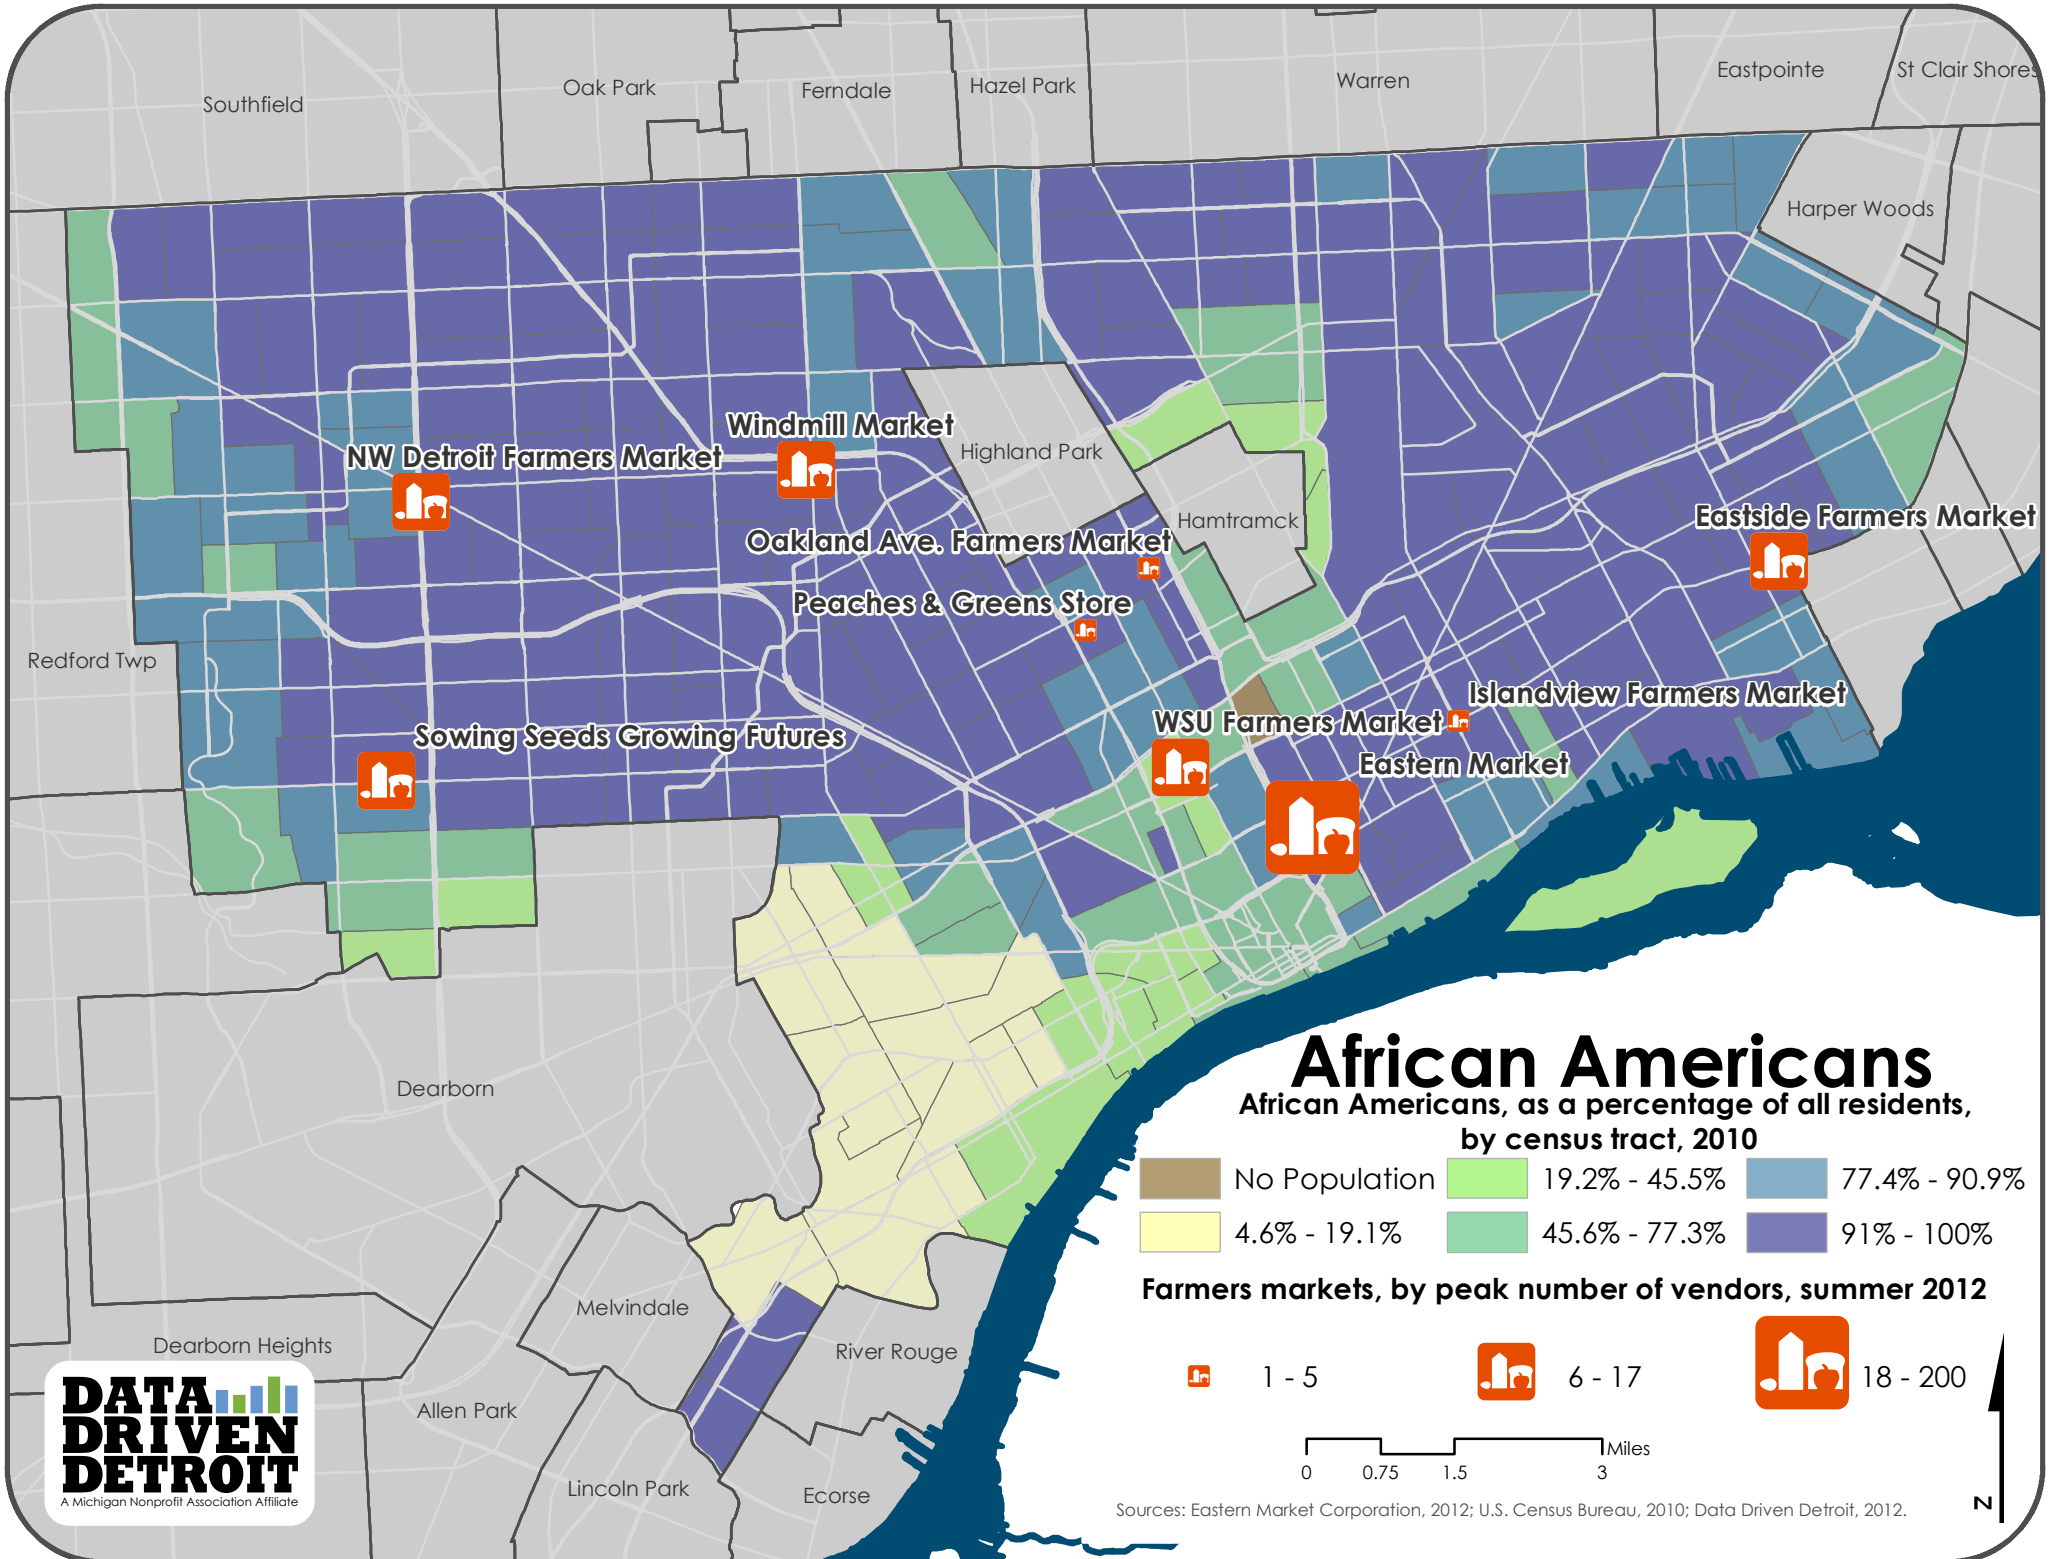 Southfield
Oak Park
Ferndale
Hazel Park
Warren
Eastpointe
St Clair Shores
Harper Woods
Windmill Market
NW Detroit Farmers Market
Highland Park
Hamtramck
Eastside Farmers Market
Oakland Ave. Farmers Market
Peaches & Greens Store
Redford Twp
Islandview Farmers Market
WSU Farmers Market
Sowing Seeds Growing Futures
Eastern Market
Dearborn
African Americans
African Americans, as a percentage of all residents,
by census tract, 2010
No Population
19.2% - 45.5%
77.4% - 90.9%
4.6% - 19.1%
45.6% - 77.3%
91% - 100%
Farmers markets, by peak number of vendors, summer 2012
1 - 5
6 - 17
18 - 200
Melvindale
Dearborn Heights
River Rouge
Allen Park
Lincoln Park
Ecorse
Miles
0
0.75
1.5
3
N
Sources: Eastern Market Corporation, 2012; U.S. Census Bureau, 2010; Data Driven Detroit, 2012.
DATA
DRIVEN
DETROIT
A Michigan Nonprofit Association Affiliate